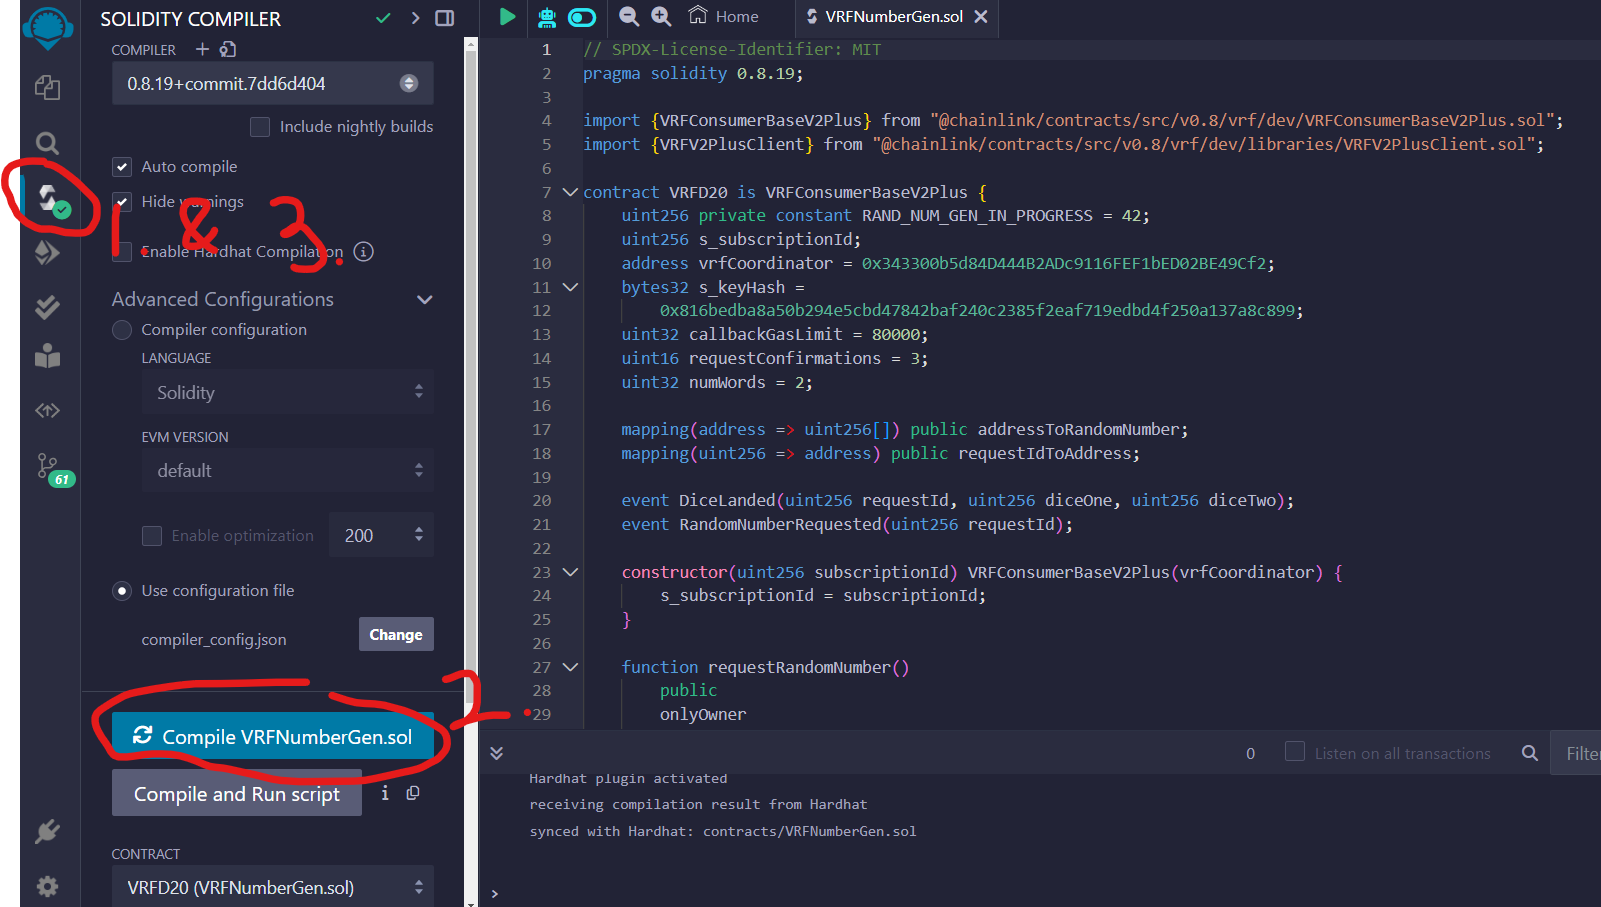 SOLIDITY COMPILER
COMPILER
0.8.19+commit.7dd6d404
Include nightly builds
Auto compile
Hide warnings
1. & 3.
Enable Hardhat Compilation
Advanced Configurations
Compiler configuration
LANGUAGE
Solidity
EVM VERSION
default
Enable optimization 200
Use configuration file
compiler_config.json Change
2.
Compile VRFNumberGen.sol
Compile and Run script
CONTRACT
VRFD20 (VRFNumberGen.sol)
61
Home
VRFNumberGen.sol
1 // SPDX-License-Identifier: MIT
2 pragma solidity 0.8.19;
3
4 import {VRFConsumerBaseV2Plus} from "@chainlink/contracts/src/v0.8/vrf/dev/VRFConsumerBaseV2Plus.sol";
5 import {VRFV2PlusClient} from "@chainlink/contracts/src/v0.8/vrf/dev/libraries/VRFV2PlusClient.sol";
6
7 contract VRFD20 is VRFConsumerBaseV2Plus {
8 uint256 private constant RAND_NUM_GEN_IN_PROGRESS = 42;
9 uint256 s_subscriptionId;
10 address vrfCoordinator = 0x343300b5d84D444B2ADc9116FEF1bED02BE49Cf2;
11 bytes32 s_keyHash =
12 0x816bedba8a50b294e5cbd47842baf240c2385f2eaf719edbd4f250a137a8c899;
13 uint32 callbackGasLimit = 80000;
14 uint16 requestConfirmations = 3;
15 uint32 numWords = 2;
16
17 mapping(address => uint256[]) public addressToRandomNumber;
18 mapping(uint256 => address) public requestIdToAddress;
19
20 event DiceLanded(uint256 requestId, uint256 diceOne, uint256 diceTwo);
21 event RandomNumberRequested(uint256 requestId);
22
23 constructor(uint256 subscriptionId) VRFConsumerBaseV2Plus(vrfCoordinator) {
24 s_subscriptionId = subscriptionId;
25 }
26
27 function requestRandomNumber()
28 public
29 onlyOwner
0 Listen on all transactions Filter
Hardhat plugin activated
receiving compilation result from Hardhat
synced with Hardhat: contracts/VRFNumberGen.sol
>